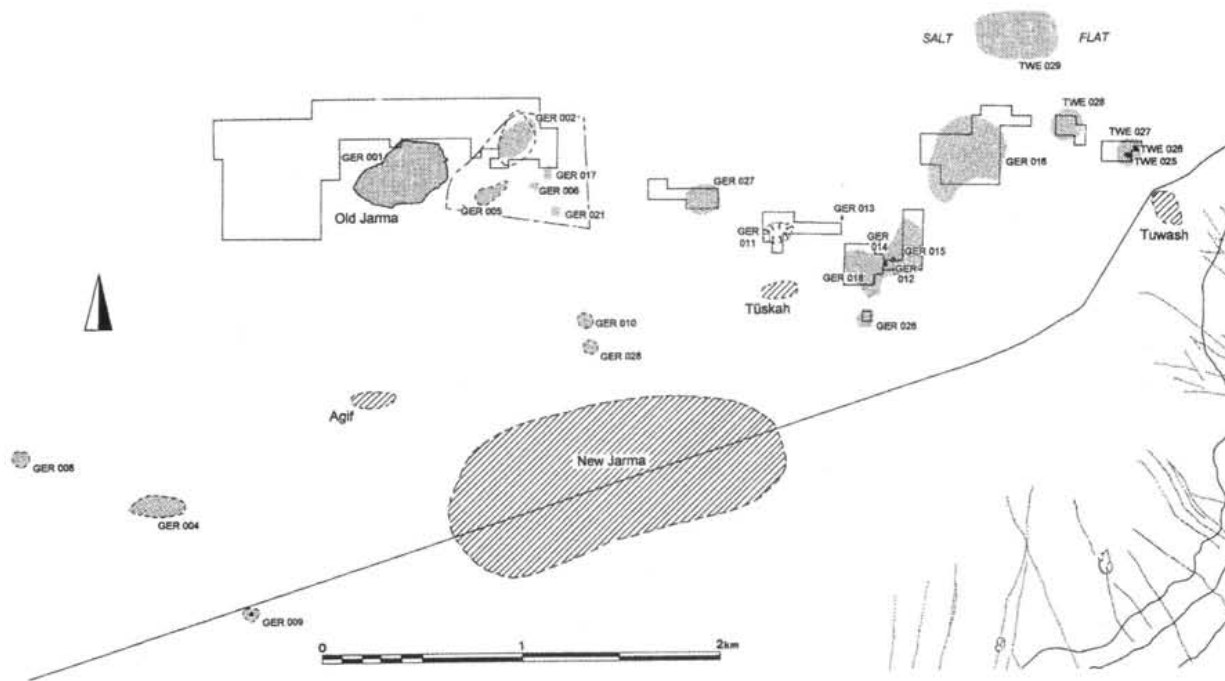 SALT FLAT
TWE 029
GER 002
TWE 028
TWE 027
TWE 026
TWE 025
GER 001
GER 016
GER 017
GER 027
GER 006
GER 005
Old Jarma
GER 021
GER 013
Tuwash
GER 011
GER 014
GER 015
GER 012
GER 018
Tüskah
GER 010
GER 026
GER 028
Agif
New Jarma
GER 008
GER 004
GER 009
0 1 2km